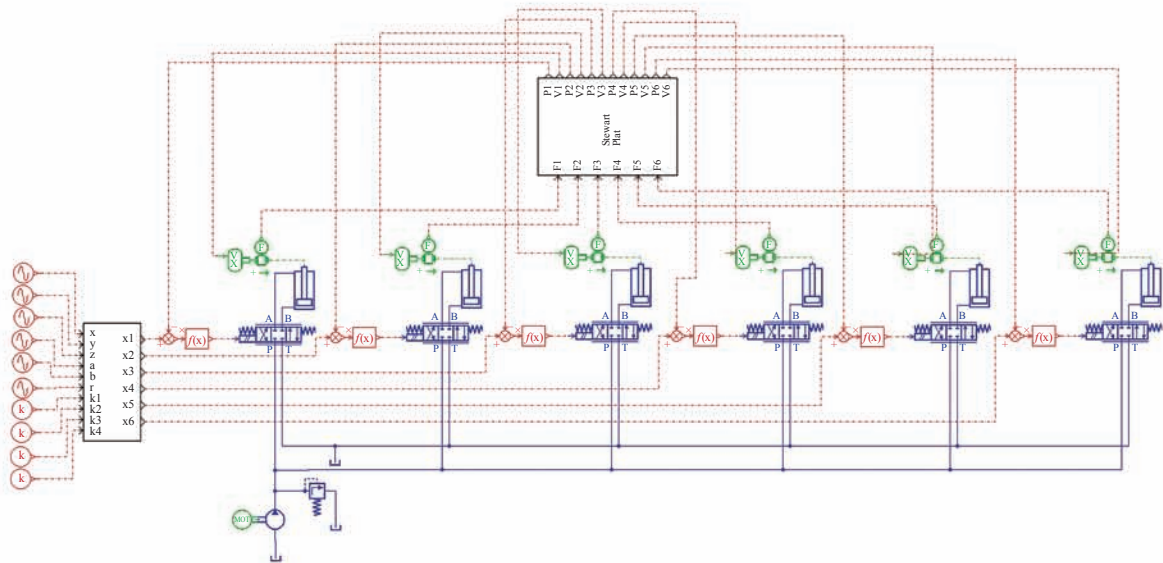 P1 V1 P2 V2 P3 V3 P4 V4 P5 V5 P6 V6
Stewart
Plat
F1 F2 F3 F4 F5 F6
F F F F F F
V X V X V X V X V X V X
+ + + + + +
A B A B A B A B A B A B
x x1
y x2
z x3
a x4
b x5
r x6
k1
k2
k3
k4
k
k
k
k
+ f(x) + f(x) + f(x) + f(x) + f(x) + f(x)
P T P T P T P T P T P T
MOT